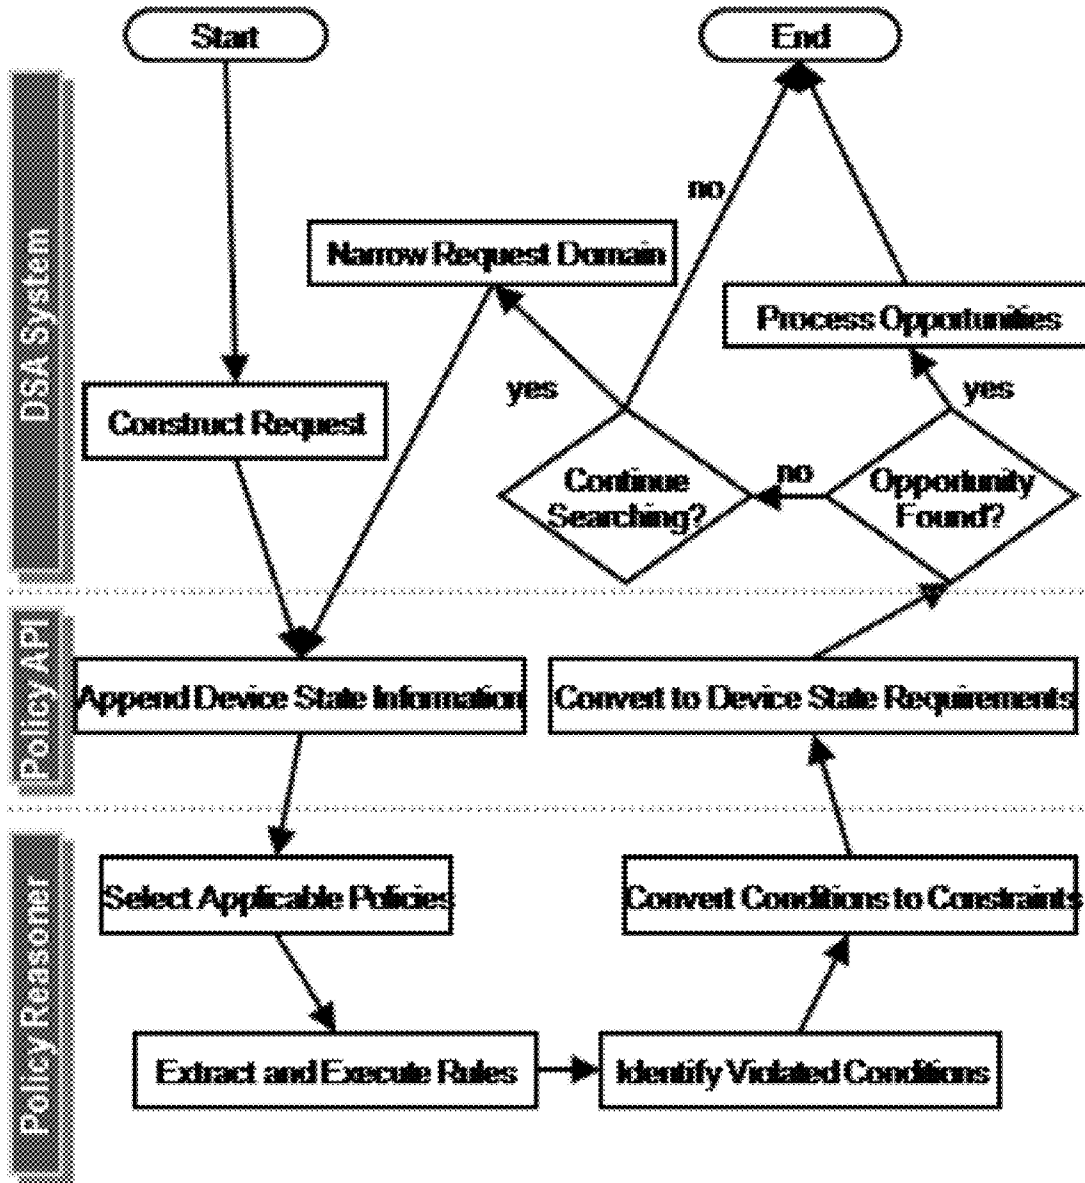 Start
End
DSA System
no
Narrow Request Domain
Process Opportunities
yes
yes
Construct Request
Continue
Searching?
no
Opportunity
Found?
Policy API
Append Device State Information
Convert to Device State Requirements
Policy Reasoner
Select Applicable Policies
Convert Conditions to Constraints
Extract and Execute Rules
Identify Violated Conditions